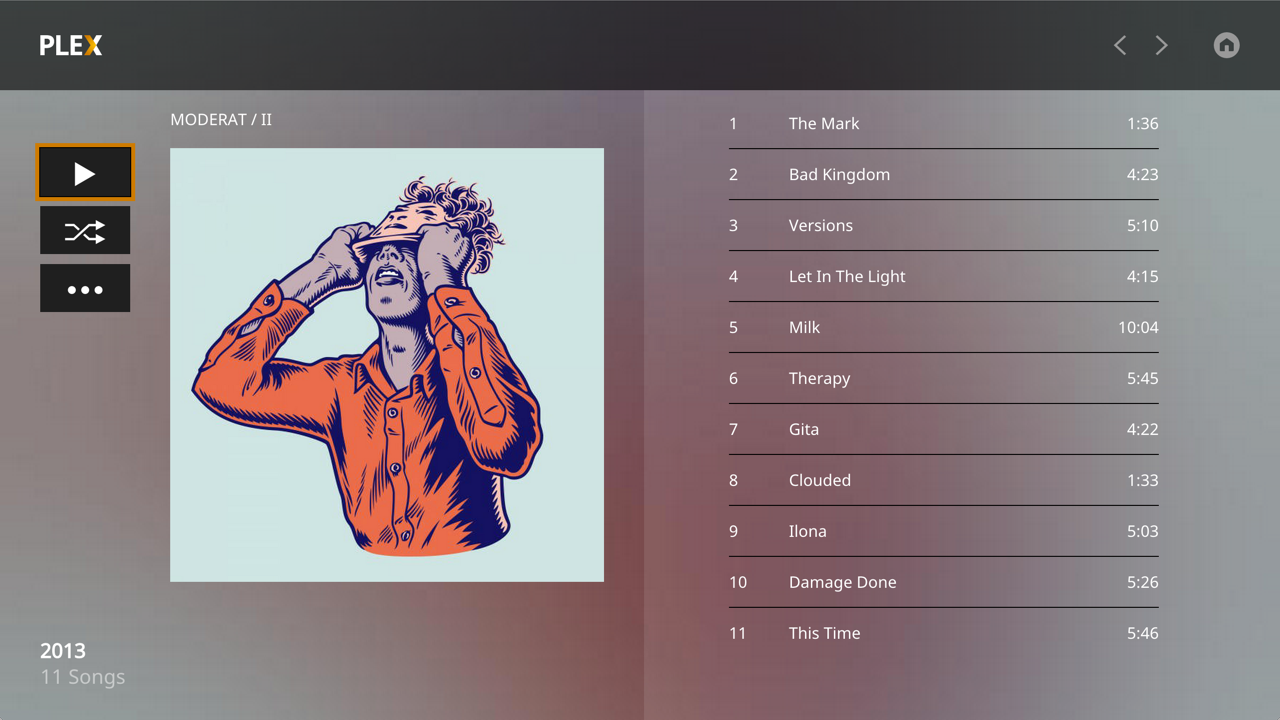 PLEX
MODERAT / II
1 The Mark 1:36
2 Bad Kingdom 4:23
3 Versions 5:10
4 Let In The Light 4:15
5 Milk 10:04
6 Therapy 5:45
7 Gita 4:22
8 Clouded 1:33
9 Ilona 5:03
10 Damage Done 5:26
11 This Time 5:46
2013
11 Songs